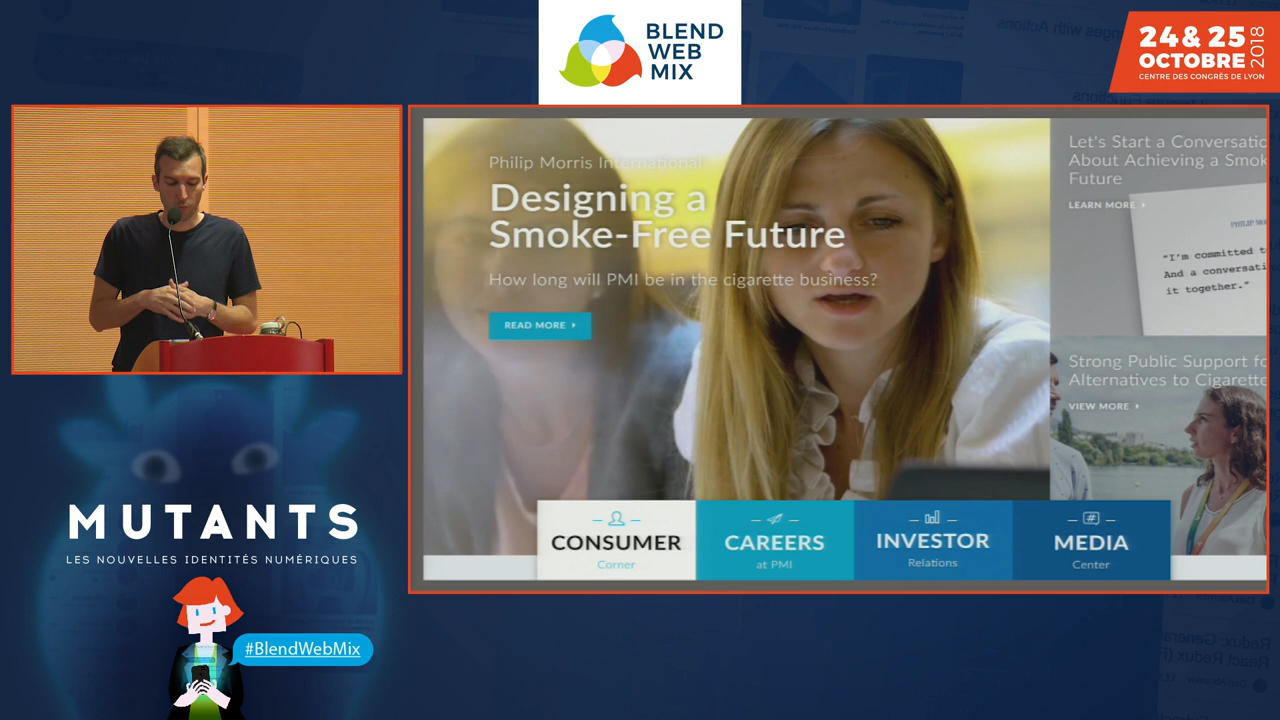 BLEND
WEB
MIX
24 & 25
OCTOBRE
2018
CENTRE DES CONGRÈS DE LYON
Philip Morris International
Designing a
Smoke-Free Future
How long will PMI be in the cigarette business?
READ MORE
Let's Start a Conversatio
About Achieving a Smok
Future
LEARN MORE
"I'm committed t
And a conversati
it together."
Strong Public Support fo
Alternatives to Cigarette
VIEW MORE
CONSUMER
Corner
CAREERS
at PMI
INVESTOR
Relations
MEDIA
Center
MUTANTS
LES NOUVELLES IDENTITÉS NUMÉRIQUES
#BlendWebMix